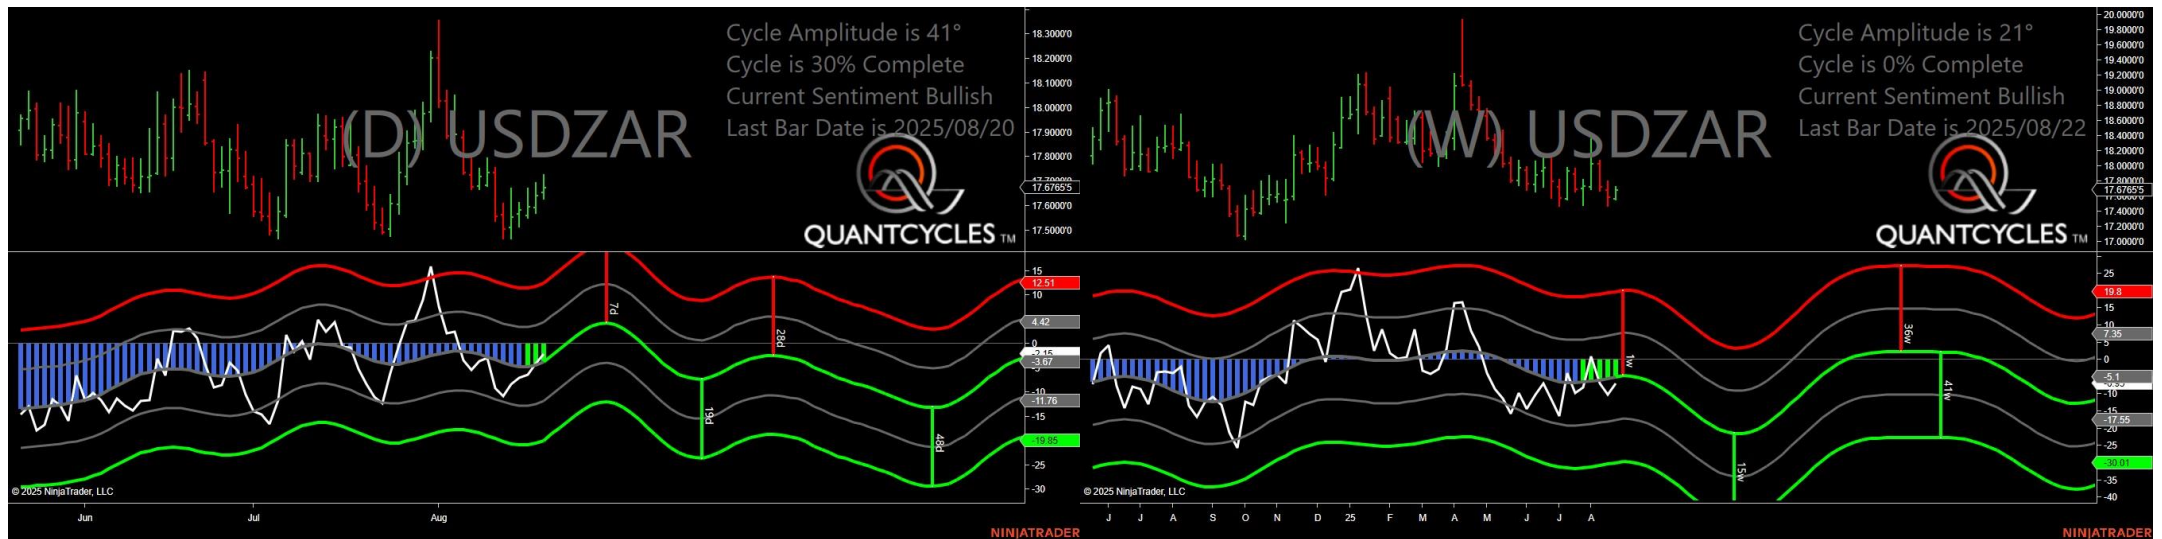 Cycle Amplitude is 41°
Cycle is 30% Complete
Current Sentiment Bullish
Last Bar Date is 2025/08/20
(D) USDZAR
QUANTCYCLES TM
18.3000'0
18.2000'0
18.1000'0
18.0000'0
17.9000'0
17.8000'0
17.6765'5
17.6000'0
17.5000'0
7d
19d
28d
48d
15
12.51
10
4.42
0
-2.15
-3.67
-10
-11.76
-15
-19.85
-25
-30
© 2025 NinjaTrader, LLC
Jun
Jul
Aug
NINJATRADER
Cycle Amplitude is 21°
Cycle is 0% Complete
Current Sentiment Bullish
Last Bar Date is 2025/08/22
(W) USDZAR
QUANTCYCLES TM
20.0000'0
19.8000'0
19.6000'0
19.4000'0
19.2000'0
19.0000'0
18.8000'0
18.6000'0
18.4000'0
18.2000'0
18.0000'0
17.8000'0
17.6765'5
17.4000'0
17.2000'0
17.0000'0
1w
15w
36w
41w
25
19.8
15
10
7.35
5
0
-5.1
-10
-15
-17.55
-20
-25
-30.01
-35
-40
© 2025 NinjaTrader, LLC
J
J
A
S
O
N
D
25
F
M
A
M
J
J
A
NINJATRADER